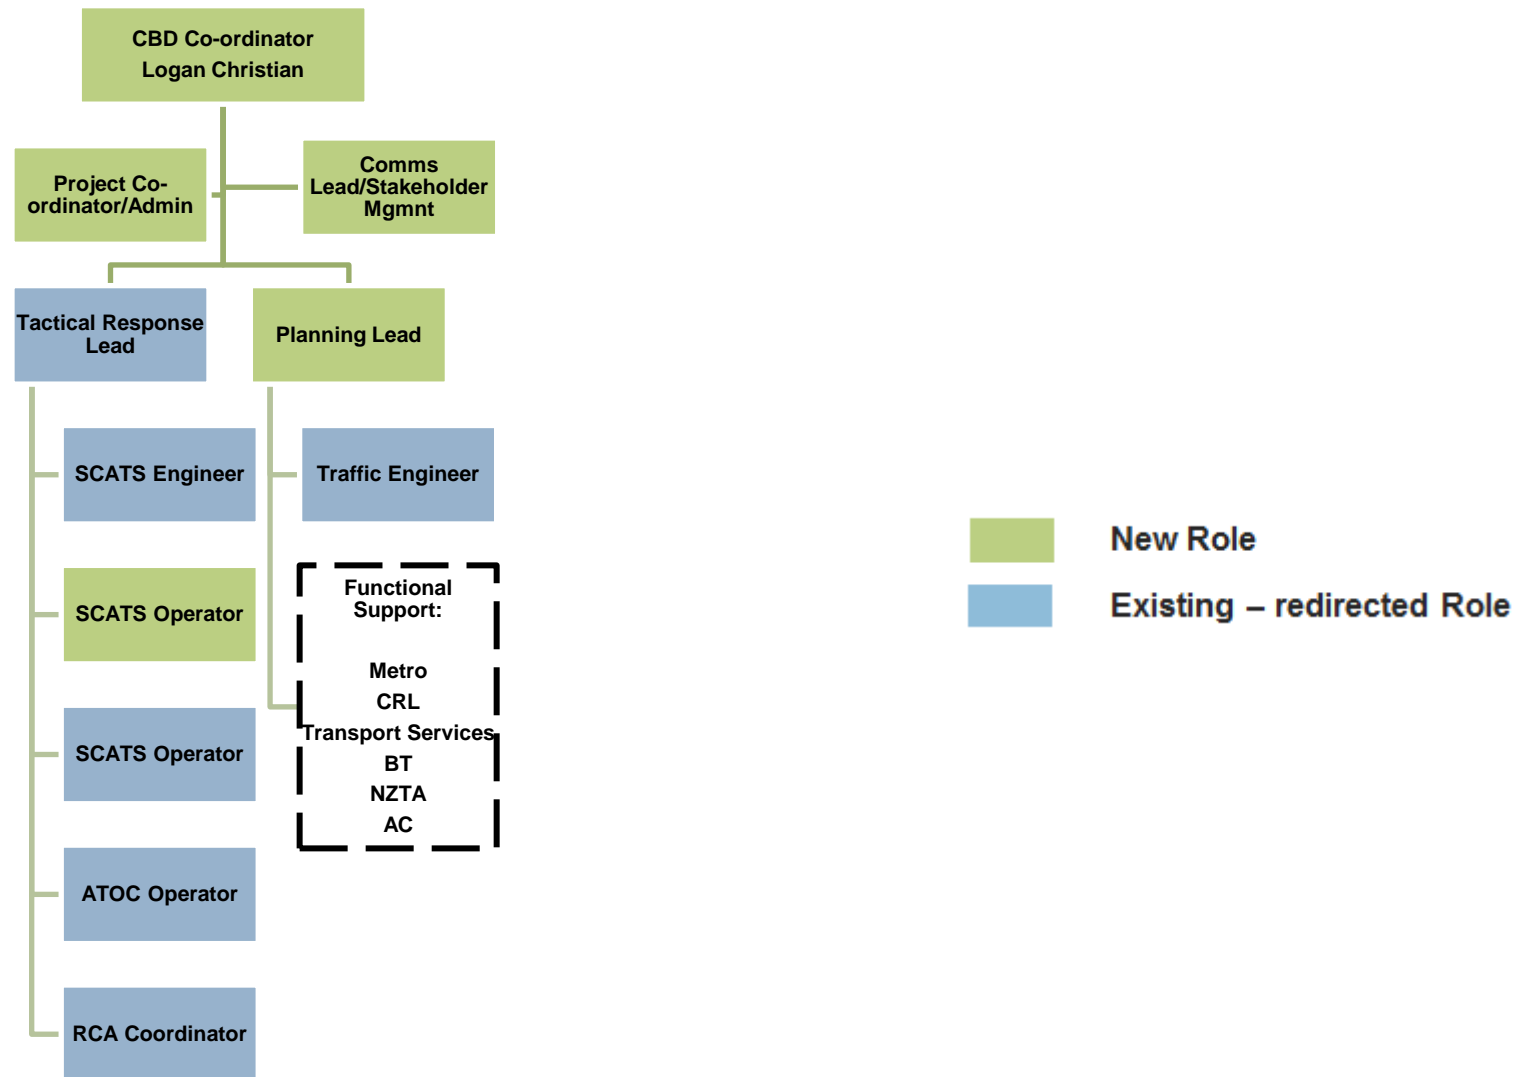 CBD Co-ordinator
Logan Christian
Project Co-
ordinator/Admin
Comms
Lead/Stakeholder
Mgmnt
Tactical Response
Lead
Planning Lead
SCATS Engineer
Traffic Engineer
SCATS Operator
Functional
Support:
Metro
CRL
Transport Services
BT
NZTA
AC
SCATS Operator
ATOC Operator
RCA Coordinator
New Role
Existing – redirected Role